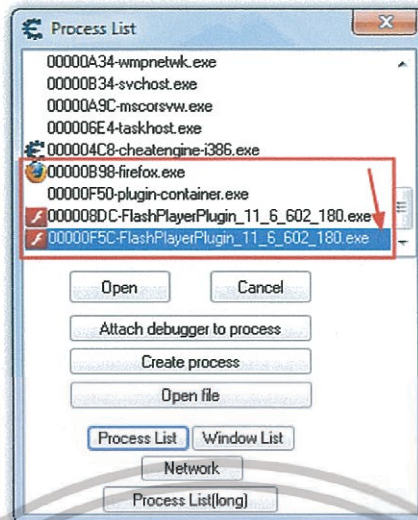 Process List
00000A34-wmpnetwk.exe
00000B34-svchost.exe
00000A9C-mscorsvw.exe
000006E4-taskhost.exe
000004C8-cheatengine-i386.exe
00000B98-firefox.exe
00000F50-plugin-container.exe
000008DC-FlashPlayerPlugin_11_6_602_180.exe
00000F5C-FlashPlayerPlugin_11_6_602_180.exe
Open Cancel
Attach debugger to process
Create process
Open file
Process List Window List
Network
Process List(long)